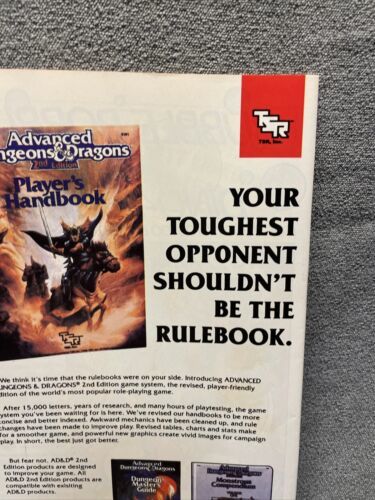 TSR
TSR, Inc.
Advanced
Dungeons & Dragons
2nd Edition
Player's
Handbook
TSR
YOUR
TOUGHEST
OPPONENT
SHOULDN'T
BE THE
RULEBOOK.
We think it's time that the rulebooks were on your side. Introducing ADVANCED
DUNGEONS & DRAGONS® 2nd Edition game system, the revised, player-friendly
edition of the world's most popular role-playing game.
After 15,000 letters, years of research, and many hours of playtesting, the game
system you've been waiting for is here. We've revised our handbooks to be more
concise and better indexed. Awkward mechanics have been cleaned up, and rule
changes have been made to improve play. Revised tables, charts and stats make
for a smoother game, and powerful new graphics create vivid images for campaign
play. In short, the best just got better.
But fear not. AD&D® 2nd
Edition products are designed
to improve your game. All
AD&D 2nd Edition products are
compatible with existing
AD&D products.
Advanced
Dungeons & Dragons
Dungeon
Master's
Guide
Advanced
Dungeons & Dragons
Monstrous
Compendium